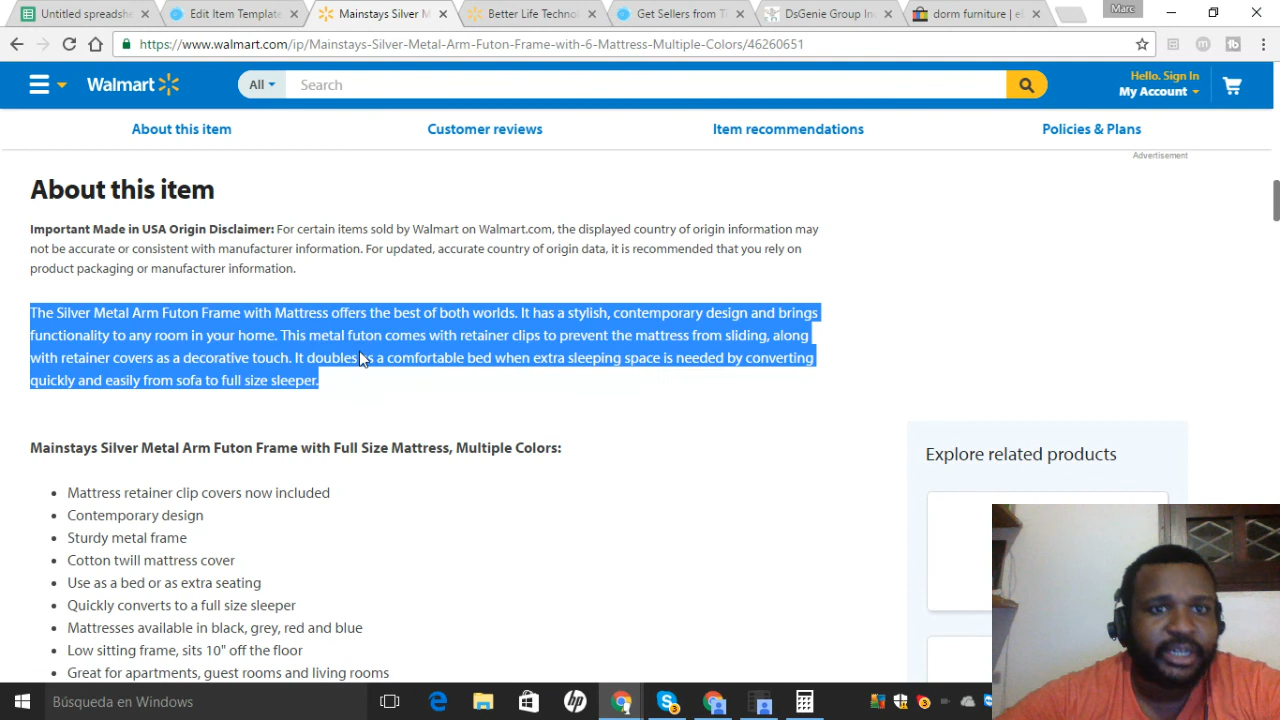 Untitled spreadshe
Edit Item Template
Mainstays Silver M
Better Life Technol
Get Sellers from Th
DsGenie Group Inc
dorm furniture | e
Marc
https://www.walmart.com/ip/Mainstays-Silver-Metal-Arm-Futon-Frame-with-6-Mattress-Multiple-Colors/46260651
Walmart
All
Search
Hello. Sign In
My Account
About this item
Customer reviews
Item recommendations
Policies & Plans
Advertisement
About this item
Important Made in USA Origin Disclaimer: For certain items sold by Walmart on Walmart.com, the displayed country of origin information may
not be accurate or consistent with manufacturer information. For updated, accurate country of origin data, it is recommended that you rely on
product packaging or manufacturer information.
The Silver Metal Arm Futon Frame with Mattress offers the best of both worlds. It has a stylish, contemporary design and brings
functionality to any room in your home. This metal futon comes with retainer clips to prevent the mattress from sliding, along
with retainer covers as a decorative touch. It doubles as a comfortable bed when extra sleeping space is needed by converting
quickly and easily from sofa to full size sleeper.
Mainstays Silver Metal Arm Futon Frame with Full Size Mattress, Multiple Colors:
Explore related products
• Mattress retainer clip covers now included
• Contemporary design
• Sturdy metal frame
• Cotton twill mattress cover
• Use as a bed or as extra seating
• Quickly converts to a full size sleeper
• Mattresses available in black, grey, red and blue
• Low sitting frame, sits 10" off the floor
• Great for apartments, guest rooms and living rooms
Búsqueda en Windows